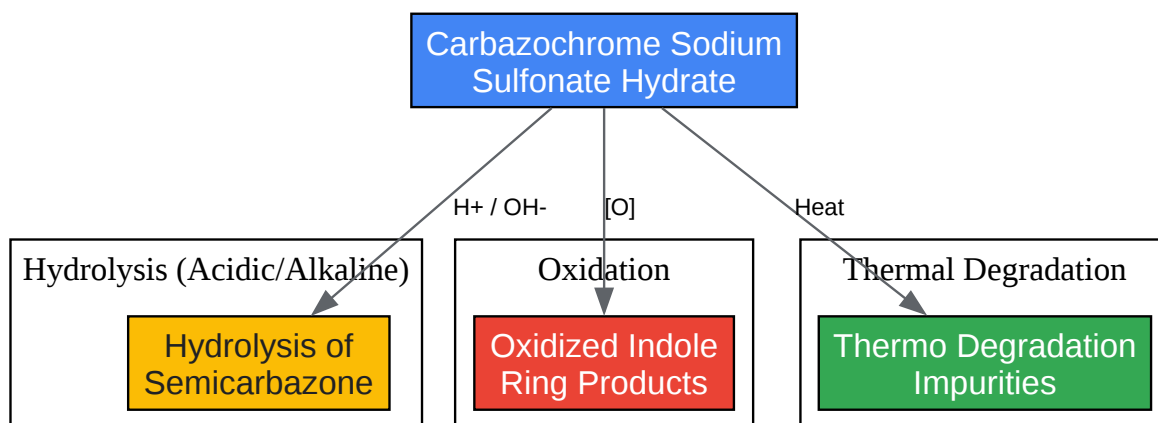 Carbazochrome Sodium
Sulfonate Hydrate
H+ / OH-
[O]
Heat
Hydrolysis (Acidic/Alkaline)
Oxidation
Thermal Degradation
Hydrolysis of
Semicarbazone
Oxidized Indole
Ring Products
Thermo Degradation
Impurities